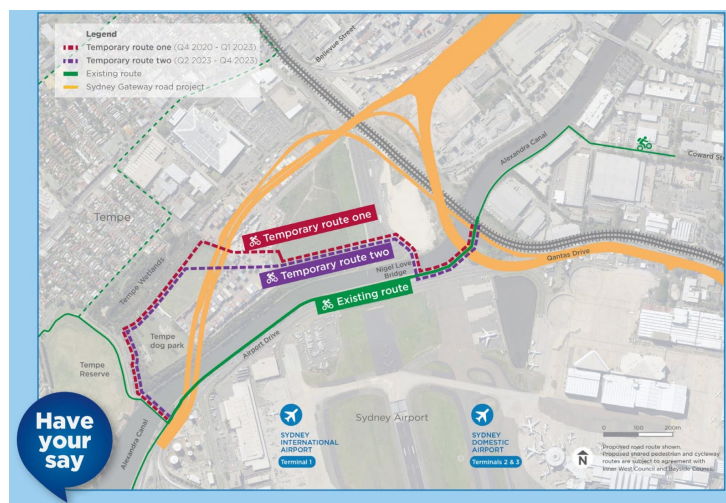 Legend
Temporary route one (Q4 2020 - Q1 2023)
Temporary route two (Q2 2023 - Q4 2023)
Existing route
Sydney Gateway road project
Bellevue Street
Alexandra Canal
Coward Str
Tempe
Temporary route one
Temporary route two
Nigel Love
Bridge
Qantas Drive
Existing route
Tempe Wetlands
Airport Drive
Tempe
dog park
Tempe
Reserve
Alexandra Canal
Have
your
say
Sydney Airport
SYDNEY
INTERNATIONAL
AIRPORT
Terminal 1
SYDNEY
DOMESTIC
AIRPORT
Terminals 2 & 3
0 100 200m
N
Proposed road route shown.
Proposed shared pedestrian and cycleway
routes are subject to agreement with
Inner West Council and Bayside Council.